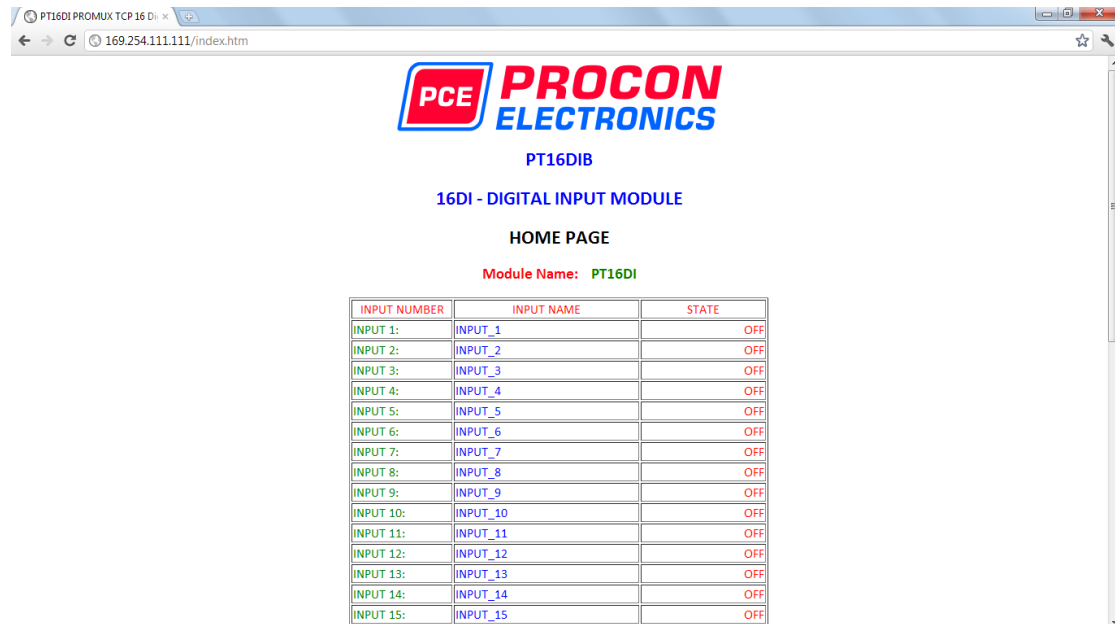 PT16DI PROMUX TCP 16 Di
169.254.111.111/index.htm
PCE PROCON
ELECTRONICS
PT16DIB
16DI - DIGITAL INPUT MODULE
HOME PAGE
Module Name: PT16DI
INPUT NUMBER INPUT NAME STATE
INPUT 1: INPUT_1 OFF
INPUT 2: INPUT_2 OFF
INPUT 3: INPUT_3 OFF
INPUT 4: INPUT_4 OFF
INPUT 5: INPUT_5 OFF
INPUT 6: INPUT_6 OFF
INPUT 7: INPUT_7 OFF
INPUT 8: INPUT_8 OFF
INPUT 9: INPUT_9 OFF
INPUT 10: INPUT_10 OFF
INPUT 11: INPUT_11 OFF
INPUT 12: INPUT_12 OFF
INPUT 13: INPUT_13 OFF
INPUT 14: INPUT_14 OFF
INPUT 15: INPUT_15 OFF